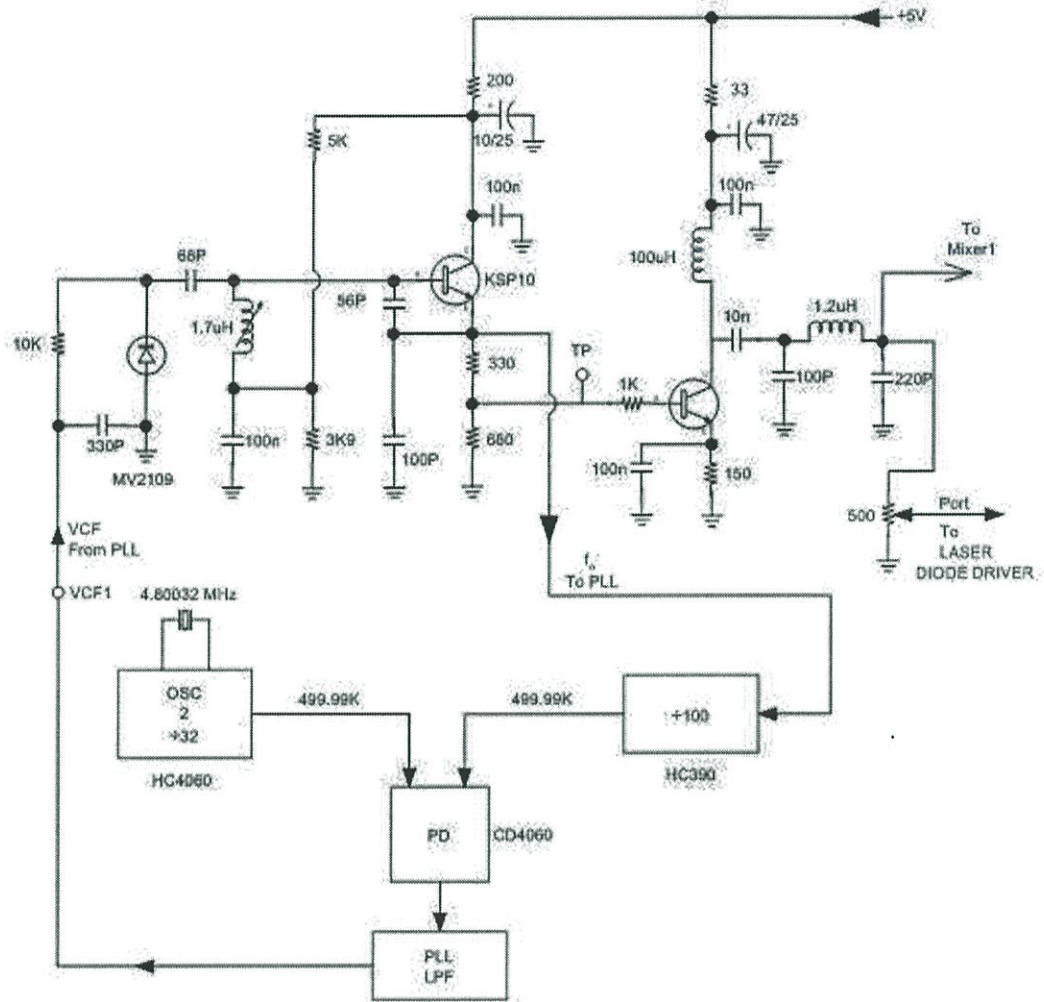 +5V
200
33
10/25
47/25
5K
100n
100n
To
Mixer1
68P
KSP10
100uH
56P
1.7uH
10n
1.2uH
10K
330
TP
1K
100P
220P
330P
100n
3K9
100P
680
100n
150
MV2109
500
Port
To
LASER
DIODE DRIVER
VCF
From PLL
fo
To PLL
VCF1
4.80032 MHz
OSC
2
÷32
499.99K
499.99K
÷100
HC4060
HC390
PD
CD4060
PLL
LPF